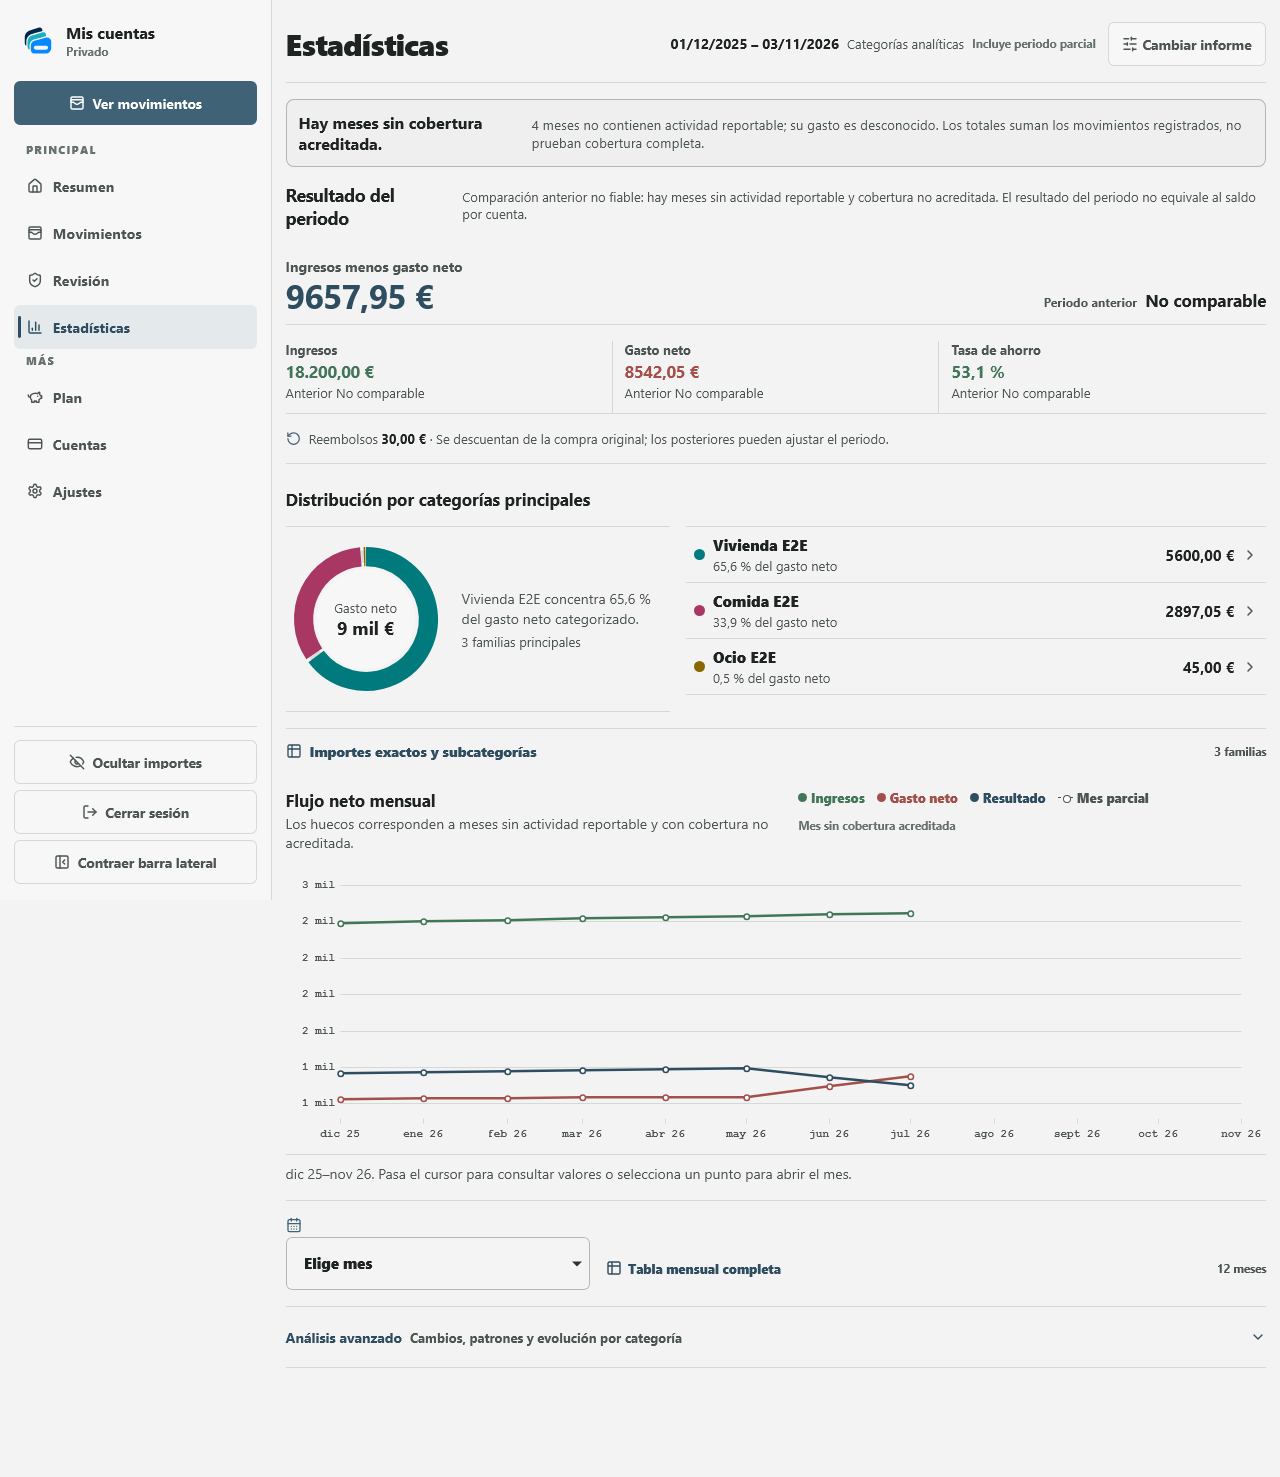 Mis cuentas
Privado
Ver movimientos
PRINCIPAL
Resumen
Movimientos
Revisión
Estadísticas
MÁS
Plan
Cuentas
Ajustes
Ocultar importes
Cerrar sesión
Contraer barra lateral
Estadísticas
01/12/2025 – 03/11/2026 Categorías analíticas Incluye periodo parcial
Cambiar informe
Hay meses sin cobertura
acreditada.
4 meses no contienen actividad reportable; su gasto es desconocido. Los totales suman los movimientos registrados, no
prueban cobertura completa.
Resultado del
periodo
Comparación anterior no fiable: hay meses sin actividad reportable y cobertura no acreditada. El resultado del periodo no equivale al saldo
por cuenta.
Ingresos menos gasto neto
9657,95 €
Periodo anterior No comparable
Ingresos
18.200,00 €
Anterior No comparable
Gasto neto
8542,05 €
Anterior No comparable
Tasa de ahorro
53,1 %
Anterior No comparable
Reembolsos 30,00 € · Se descuentan de la compra original; los posteriores pueden ajustar el periodo.
Distribución por categorías principales
Gasto neto
9 mil €
Vivienda E2E concentra 65,6 %
del gasto neto categorizado.
3 familias principales
Vivienda E2E
65,6 % del gasto neto
5600,00 €
Comida E2E
33,9 % del gasto neto
2897,05 €
Ocio E2E
0,5 % del gasto neto
45,00 €
Importes exactos y subcategorías
3 familias
Flujo neto mensual
Los huecos corresponden a meses sin actividad reportable y con cobertura no
acreditada.
Ingresos Gasto neto Resultado Mes parcial
Mes sin cobertura acreditada
3 mil
2 mil
2 mil
2 mil
2 mil
1 mil
1 mil
dic 25 ene 26 feb 26 mar 26 abr 26 may 26 jun 26 jul 26 ago 26 sept 26 oct 26 nov 26
dic 25–nov 26. Pasa el cursor para consultar valores o selecciona un punto para abrir el mes.
Elige mes
Tabla mensual completa
12 meses
Análisis avanzado Cambios, patrones y evolución por categoría